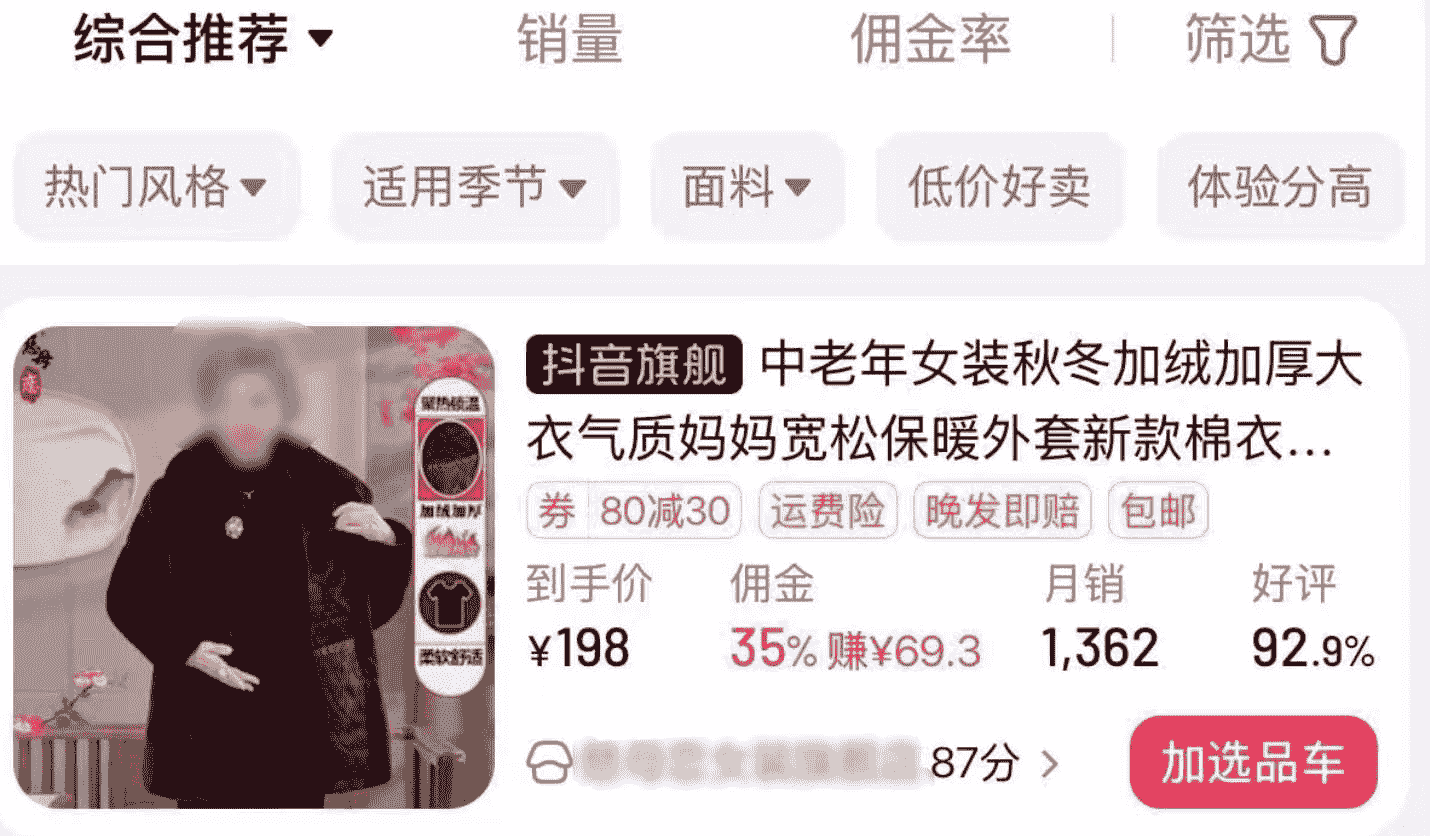 综合推荐 销量 佣金率 筛选
热门风格 适用季节 面料 低价好卖 体验分高
抖音旗舰 中老年女装秋冬加绒加厚大
衣气质妈妈宽松保暖外套新款棉衣...
券 80减30 运费险 晚发即赔 包邮
到手价 佣金 月销 好评
¥198 35% 赚¥69.3 1,362 92.9%
87分
加选品车
加绒加厚
柔软舒适